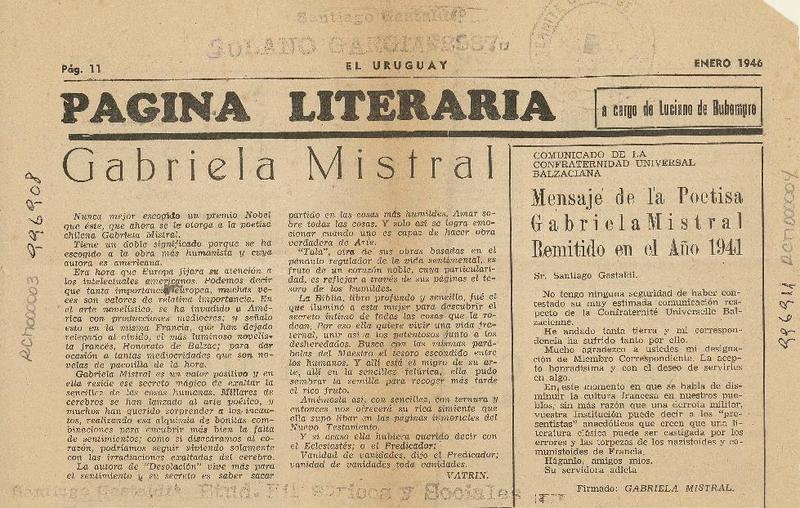 Santiago Gastaldi
SOLANO GARCIA 2587
Pág. 11
EL URUGUAY
ENERO 1946
PAGINA LITERARIA
a cargo de Luciano de Rubempre
Gabriela Mistral
Nunca mejor escogido un premio Nobel
que éste, que ahora se le otorga a la poetisa
chilena Gabriela Mistral.
Tiene un doble significado porque se ha
escogido a la obra más humanista y cuya
autora es americana.
Era hora que Europa fijara su atención a
los intelectuales americanos. Podemos decir
que tanta importancia Europea, muchas ve-
ces son valores de relativa importancia. En
el arte novelístico, se ha invadido a Amé-
rica con producciones mediocres; y señalo
esto en la misma Francia, que han dejado
relegado al olvido, el más luminoso novelis-
ta francés, Honorato de Balzac; para dar
ocasión a tantas mediocridades que son no-
velas de pacotilla de la hora.
Gabriela Mistral es un valor positivo y en
ella reside ese secreto mágico de exaltar la
sencillez de las cosas humanas. Millares de
cerebros se han lanzado al arte poético, y
muchos han querido sorprender a los incau-
tos, realizando esa alquimia de bonitas com-
binaciones para encubrir más bien la falta
de sentimientos; como si disecáramos al co-
razón, podríamos seguir viviendo solamente
con las irradiaciones exaltadas del cerebro.
La autora de "Desolación" vive más para
el sentimiento y su secreto es saber sacar
partido en las cosas más humildes. Amar so-
bre todas las cosas. Y solo así se logra emo-
cionar cuando uno es capaz de hacer obra
verdadera de Arte.
"Tala", otra de sus obras basadas en el
péndulo regulador de la vida sentimental, es
fruto de un corazón noble, cuya particulari-
dad, es reflejar a través de sus páginas el te-
soro de los humildes.
La Biblia, libro profundo y sencillo, fué el
que iluminó a esta mujer para descubrir el
secreto íntimo de todas las cosas que la ro-
dean. Por eso ella quiere vivir una vida fra-
ternal, unir así a los potentados junto a los
desheredados. Busca con las mismas pará-
bolas del Maestro el tesoro escondido entre
los humanos. Y allí está el migro de su ar-
te, allí en la sencillez telúrica, ella pudo
sembrar la semilla para recoger más tarde
el rico fruto.
Amémosla así, con sencillez, con ternura y
entonces nos ofrecerá su rica simiente que
ella supo libar en las páginas inmortales del
Nuevo Testamento.
Y si acaso ella hubiera querido decir con
el Eclesiastés; o el Predicador:
Vanidad de vanidades, dijo el Predicador;
vanidad de vanidades todo vanidades.
VATRIN.
COMUNICADO DE LA
CONFRATERNIDAD UNIVERSAL
BALZACIANA
Mensaje de la Poetisa
Gabriela Mistral
Remitido en el Año 1941
Sr. Santiago Gastaldi.
No tengo ninguna seguridad de haber con-
testado su muy estimada comunicación res-
pecto de la Confraternité Universelle Bal-
zacienne.
He andado tanta tierra y mi correspon-
dencia ha sufrido tanto por ello.
Mucho agradezco a ustedes mi designa-
ción de Miembro Correspondiente. La acep-
to honradísima y con el deseo de servirles
en algo.
En este momento en que se habla de dis-
minuir la cultura francesa en nuestros pue-
blos, sin más razón que una derrota militar,
vuestra Institución puede decir a los "pre-
sentistas" anecdóticos que creen que una li-
teratura clásica puede ser castigada por los
errores y las torpezas de los nazistoides y co-
munistoides de Francia.
Háganlo, amigos míos.
Su servidora adicta
Firmado: GABRIELA MISTRAL.
Santiago Gastaldi
996908
RCM000003
RCM000004
996911